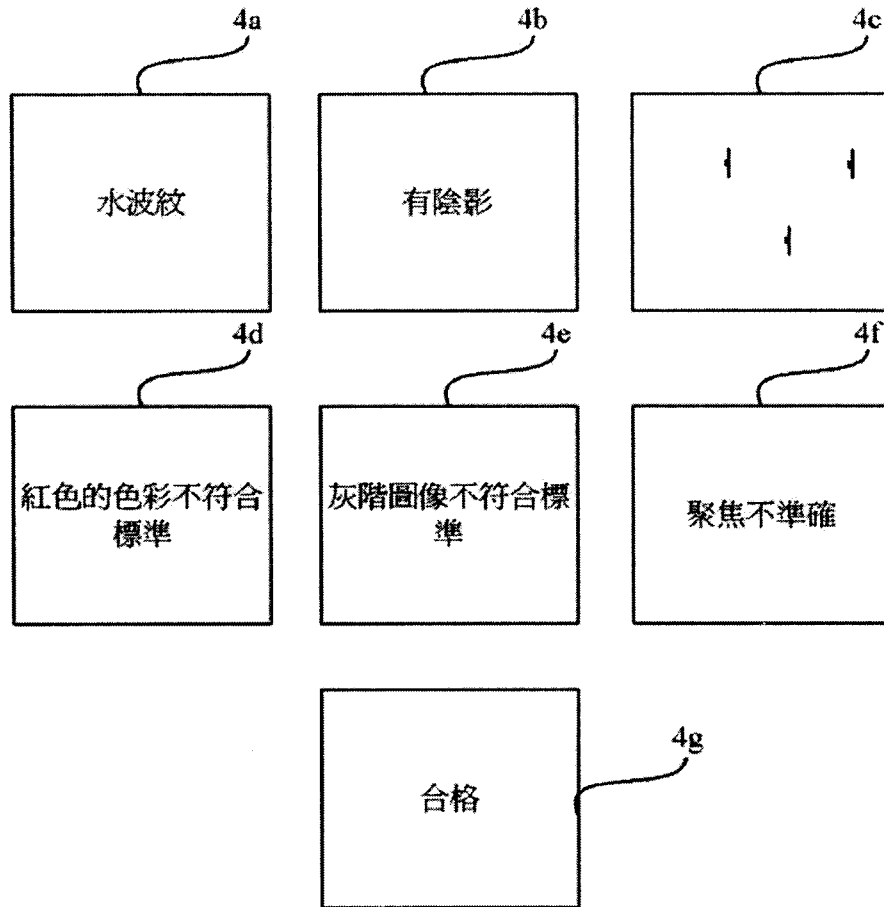 4a
4b
4c
水波紋
有陰影
4d
4e
4f
紅色的色彩不符合
標準
灰階圖像不符合標
準
聚焦不準確
4g
合格